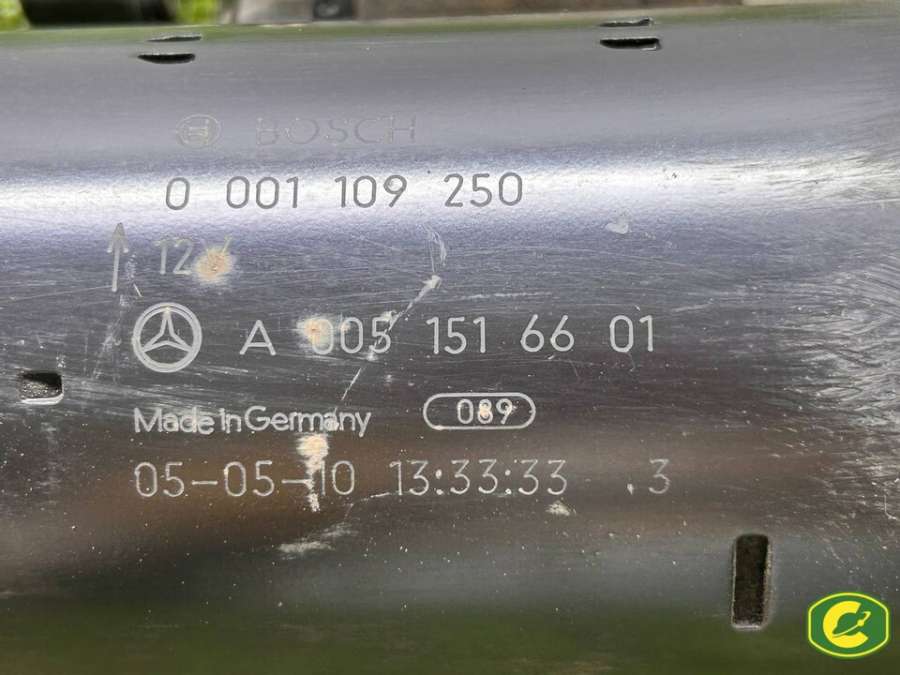 BOSCH
0 001 109 250
12V
A 005 151 66 01
Made in Germany 089
05-05-10 13:33:33 .3